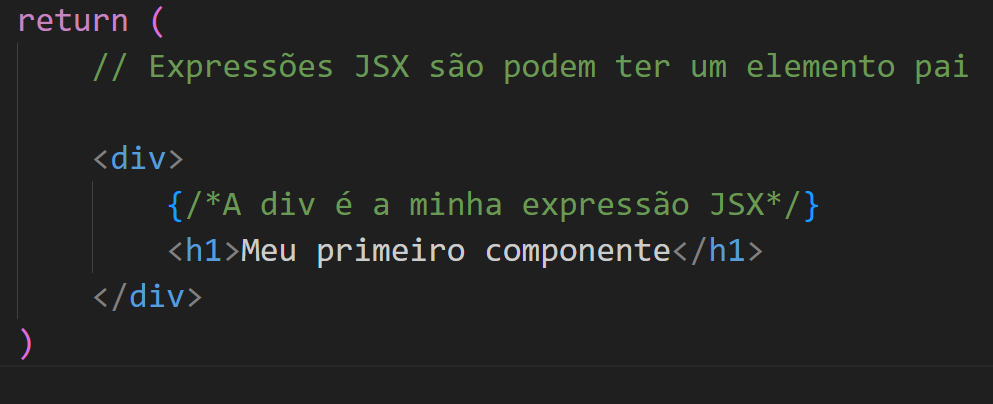 return (
// Expressões JSX são podem ter um elemento pai
<div>
{/*A div é a minha expressão JSX*/}
<h1>Meu primeiro componente</h1>
</div>
)